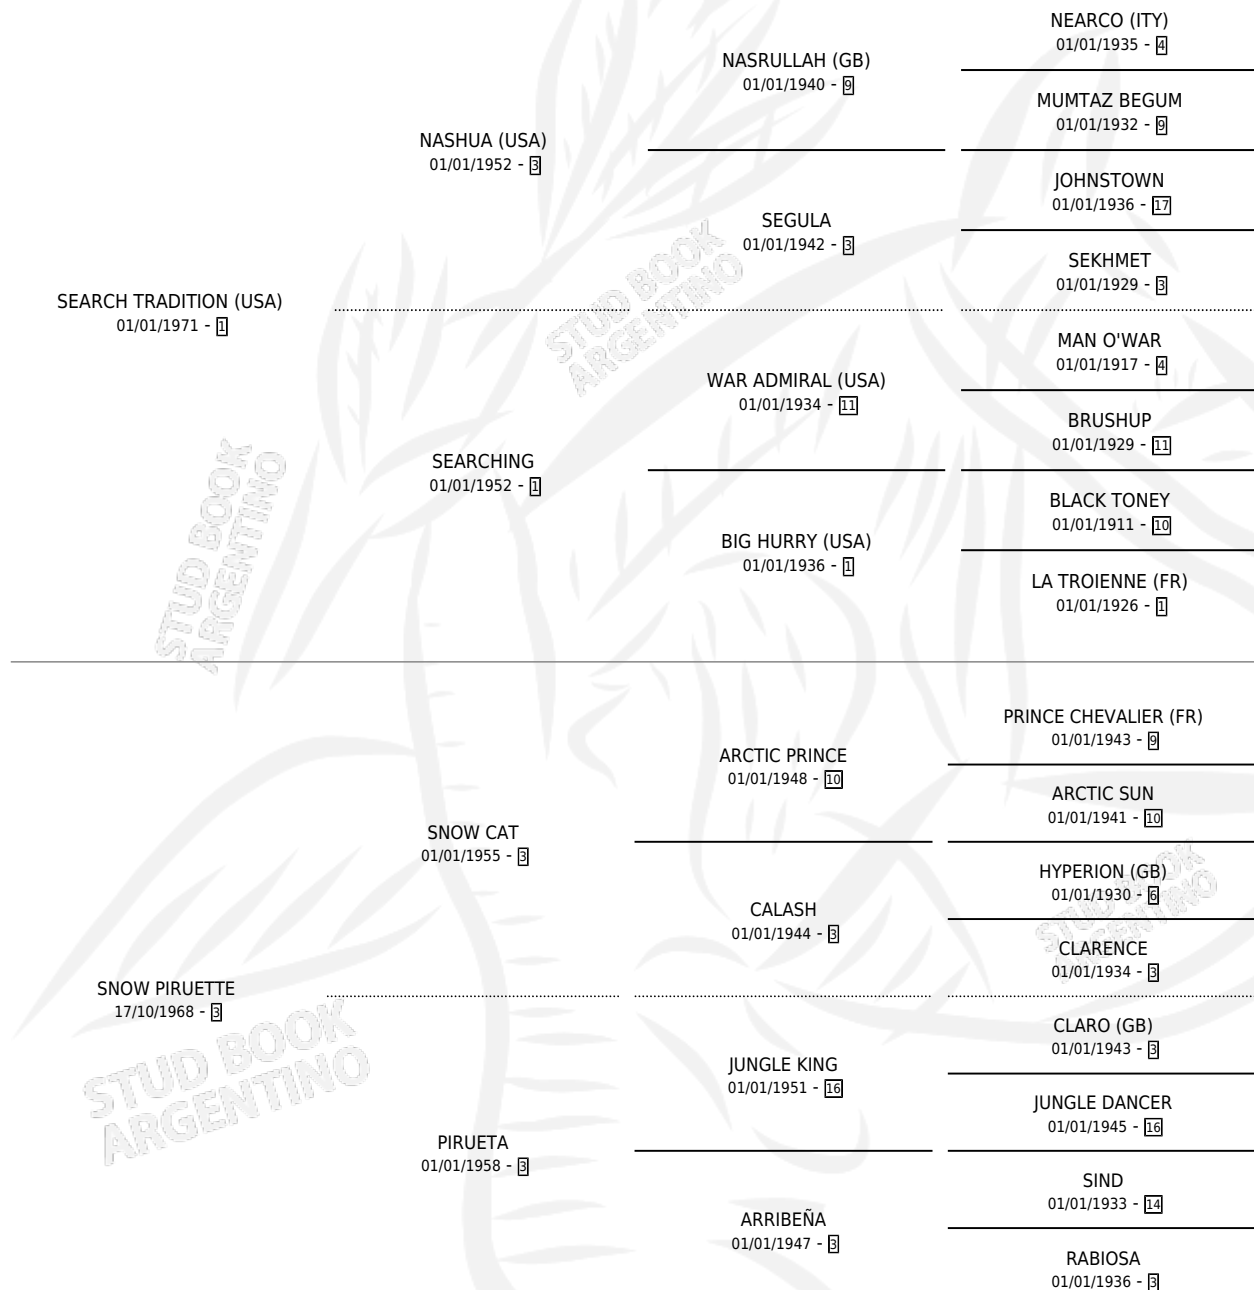 NEARCO (ITY)
01/01/1935 - 4
NASRULLAH (GB)
01/01/1940 - 9
MUMTAZ BEGUM
01/01/1932 - 9
NASHUA (USA)
01/01/1952 - 3
JOHNSTOWN
01/01/1936 - 17
SEGULA
01/01/1942 - 3
SEKHMET
01/01/1929 - 3
SEARCH TRADITION (USA)
01/01/1971 - 1
MAN O'WAR
01/01/1917 - 4
WAR ADMIRAL (USA)
01/01/1934 - 11
BRUSHUP
01/01/1929 - 11
SEARCHING
01/01/1952 - 1
BLACK TONEY
01/01/1911 - 10
BIG HURRY (USA)
01/01/1936 - 1
LA TROIENNE (FR)
01/01/1926 - 1
PRINCE CHEVALIER (FR)
01/01/1943 - 9
ARCTIC PRINCE
01/01/1948 - 10
ARCTIC SUN
01/01/1941 - 10
SNOW CAT
01/01/1955 - 3
HYPERION (GB)
01/01/1930 - 6
CALASH
01/01/1944 - 3
CLARENCE
01/01/1934 - 3
SNOW PIRUETTE
17/10/1968 - 3
CLARO (GB)
01/01/1943 - 3
JUNGLE KING
01/01/1951 - 16
JUNGLE DANCER
01/01/1945 - 16
PIRUETA
01/01/1958 - 3
SIND
01/01/1933 - 14
ARRIBEÑA
01/01/1947 - 3
RABIOSA
01/01/1936 - 3
STUD BOOK
ARGENTINO
STUD BOOK
ARGENTINO
STUD BOOK
ARGENTINO
STUD BOOK
ARGENTINO